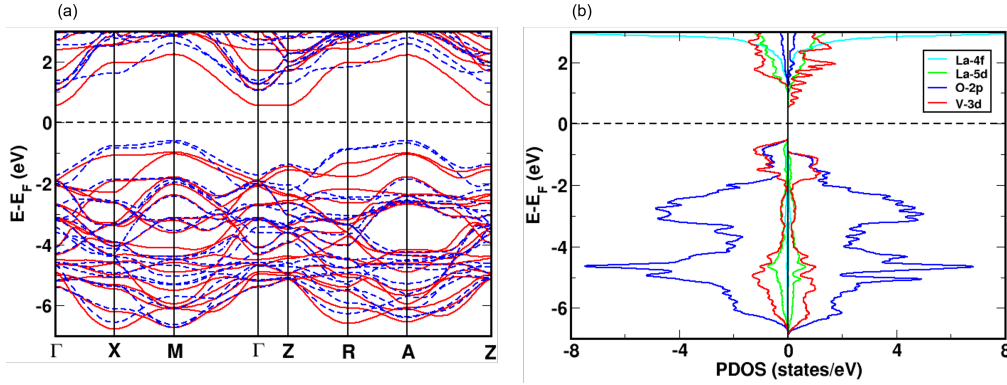 (a)
E-E_F (eV)
2
0
-2
-4
-6
Γ X M Γ Z R A Z
(b)
E-E_F (eV)
2
0
-2
-4
-6
La-4f
La-5d
O-2p
V-3d
-8 -4 0 4 8
PDOS (states/eV)